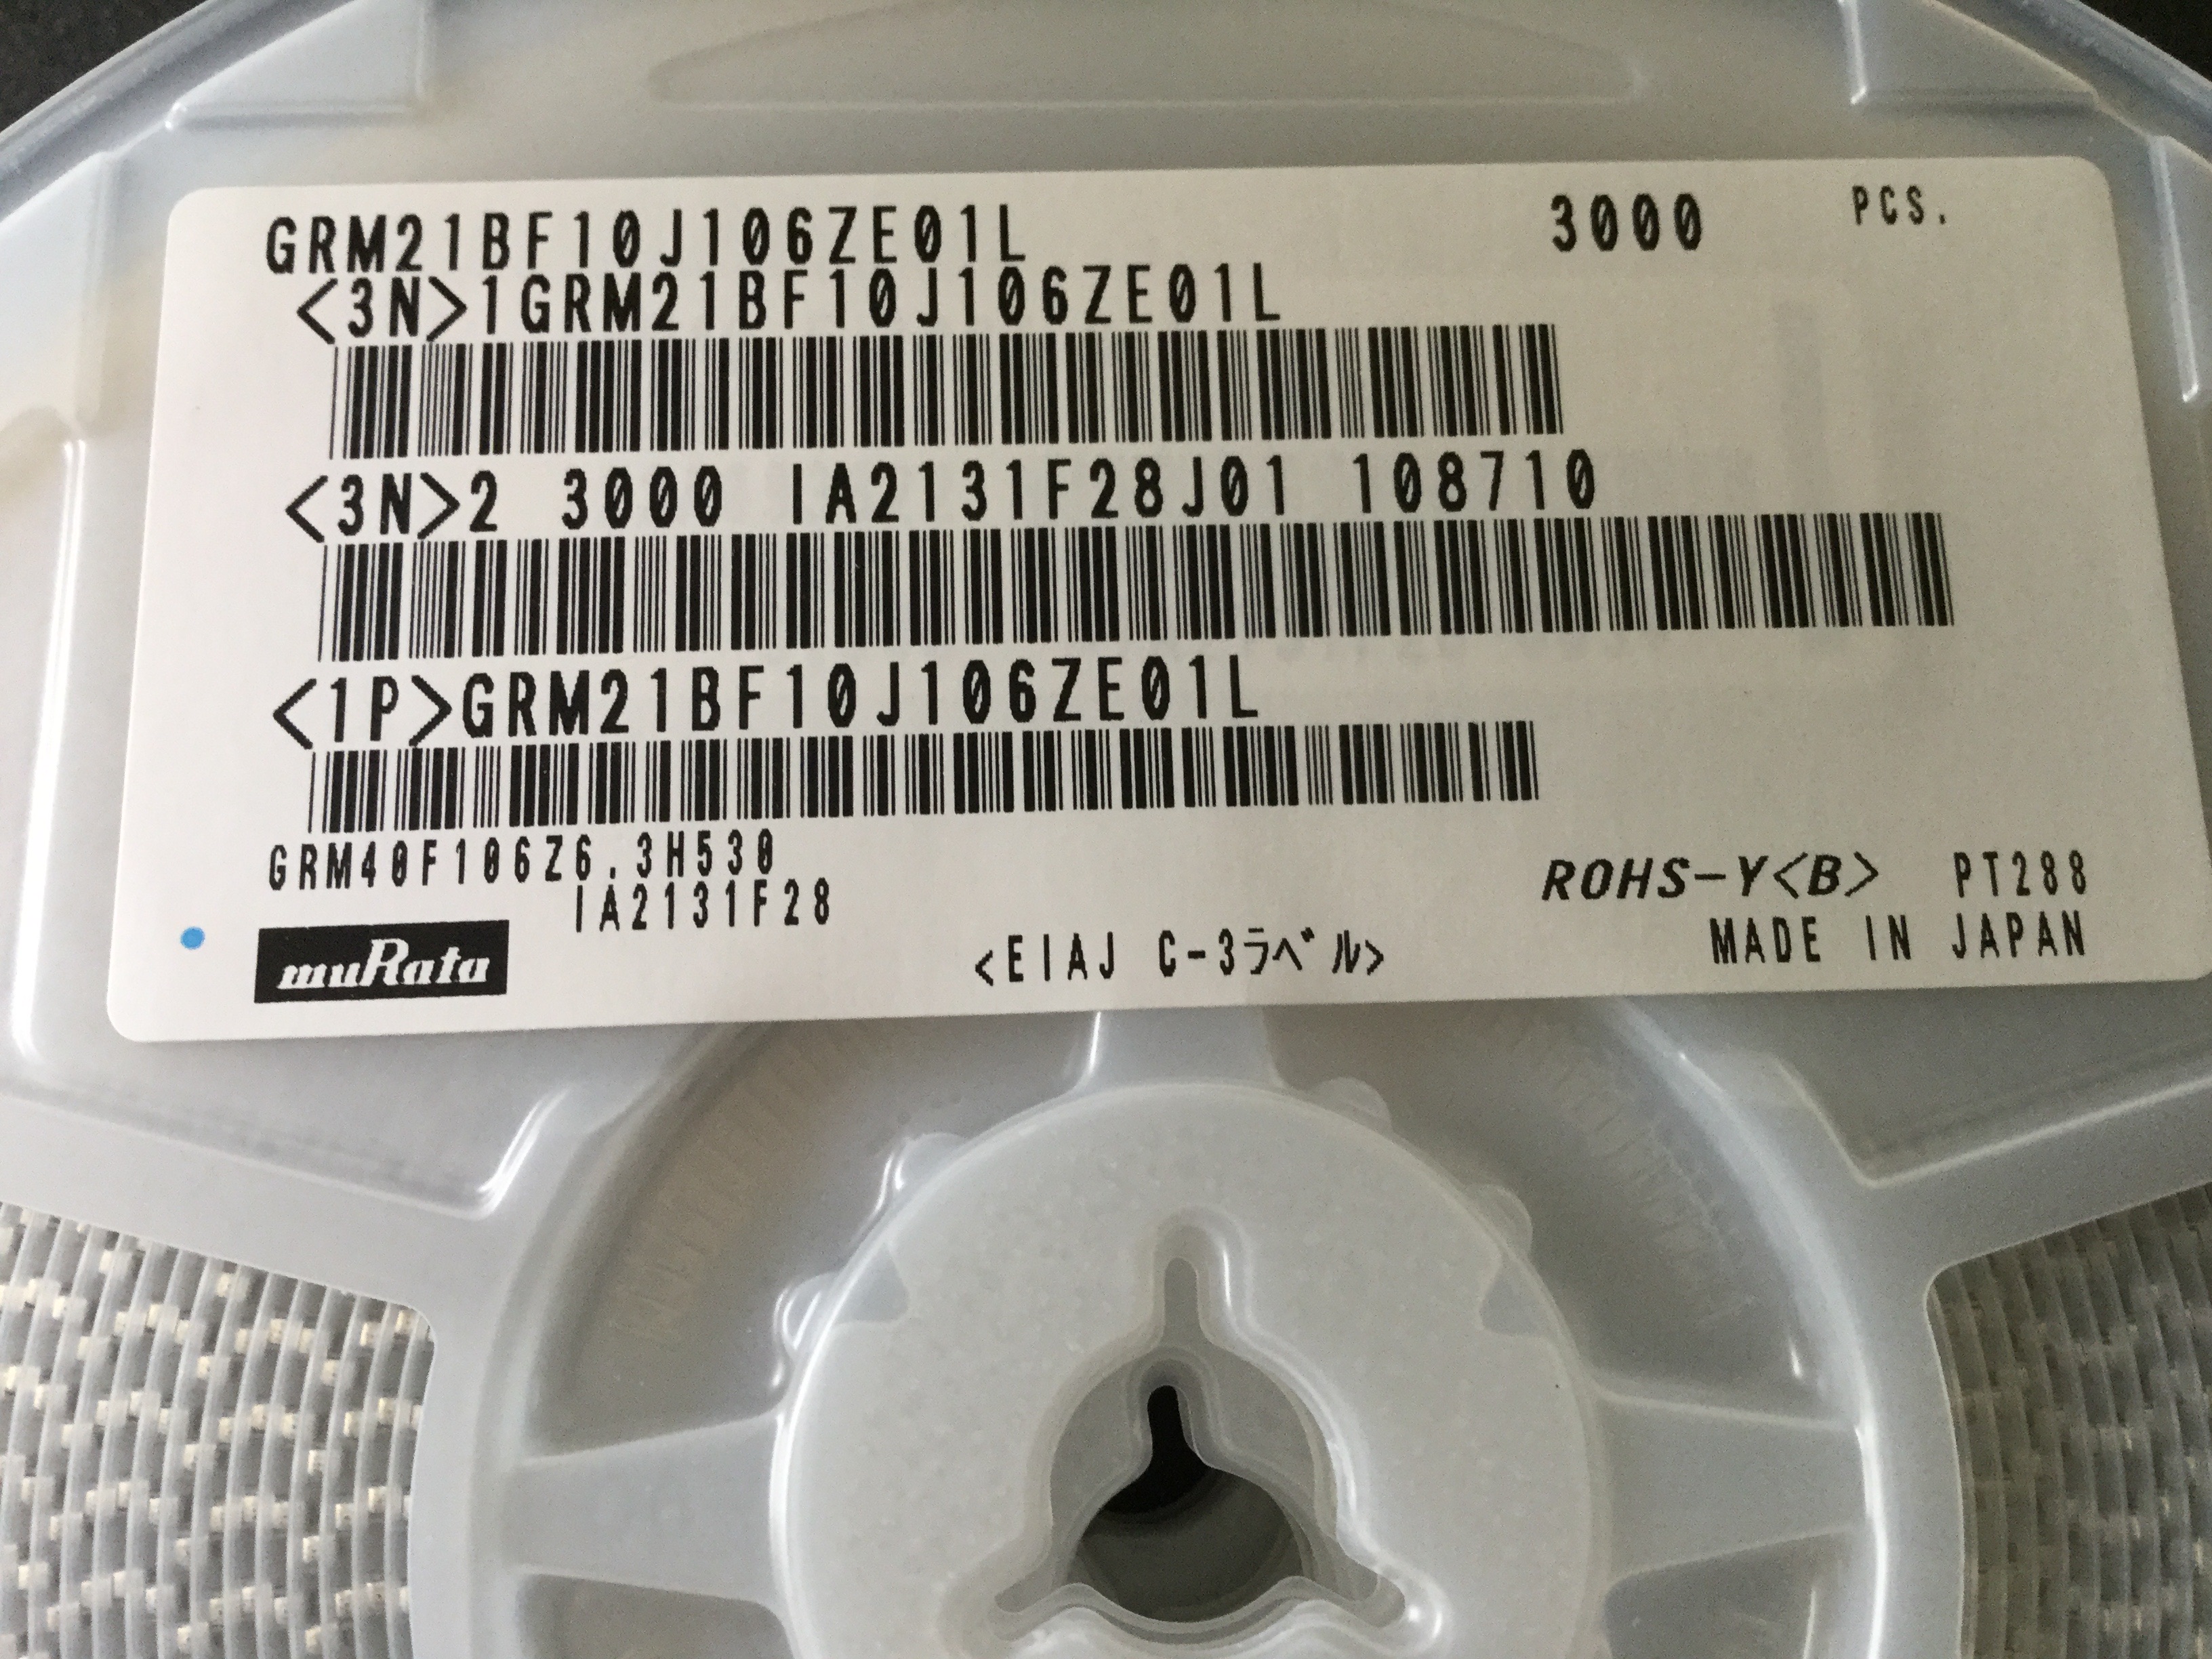 GRM21BF10J106ZE01L 3000 PCS.
<3N>1GRM21BF10J106ZE01L
<3N>2 3000 IA2131F28J01 108710
<1P>GRM21BF10J106ZE01L
GRM40F106Z6.3H530
IA2131F28
ROHS-Y<B> PT288
muRata <EIAJ C-3ラベル> MADE IN JAPAN